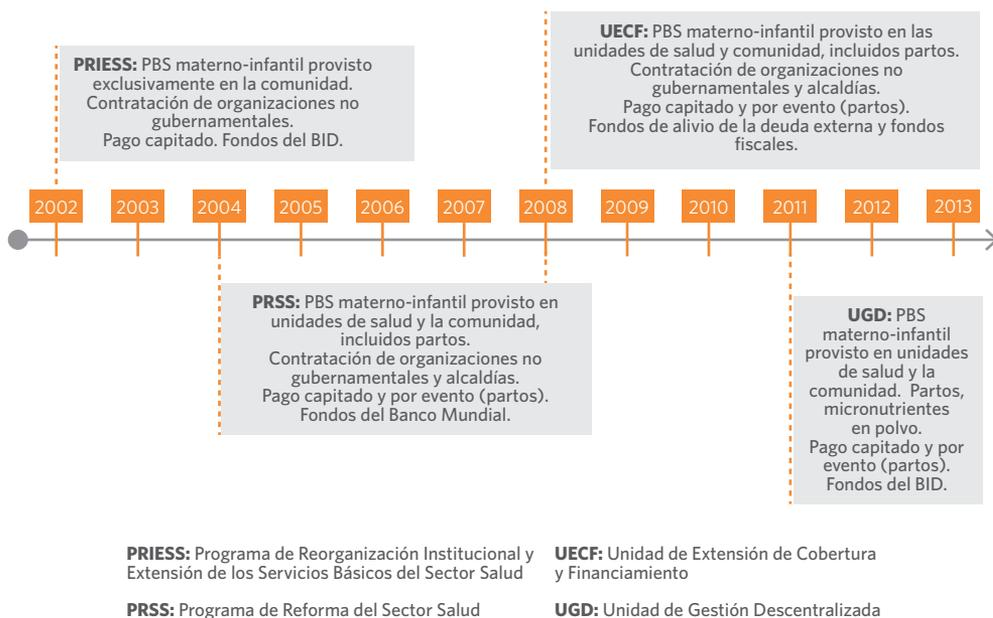 PRIESS: PBS materno-infantil provisto
exclusivamente en la comunidad.
Contratación de organizaciones no
gubernamentales.
Pago capitado. Fondos del BID.
UECF: PBS materno-infantil provisto en las
unidades de salud y comunidad, incluidos partos.
Contratación de organizaciones no
gubernamentales y alcaldías.
Pago capitado y por evento (partos).
Fondos de alivio de la deuda externa y fondos
fiscales.
2002 2003 2004 2005 2006 2007 2008 2009 2010 2011 2012 2013
PRSS: PBS materno-infantil provisto en
unidades de salud y la comunidad,
incluidos partos.
Contratación de organizaciones no
gubernamentales y alcaldías.
Pago capitado y por evento (partos).
Fondos del Banco Mundial.
UGD: PBS
materno-infantil
provisto en unidades
de salud y la
comunidad. Partos,
micronutrientes
en polvo.
Pago capitado y por
evento (partos).
Fondos del BID.
PRIESS: Programa de Reorganización Institucional y
Extensión de los Servicios Básicos del Sector Salud
PRSS: Programa de Reforma del Sector Salud
UECF: Unidad de Extensión de Cobertura
y Financiamiento
UGD: Unidad de Gestión Descentralizada